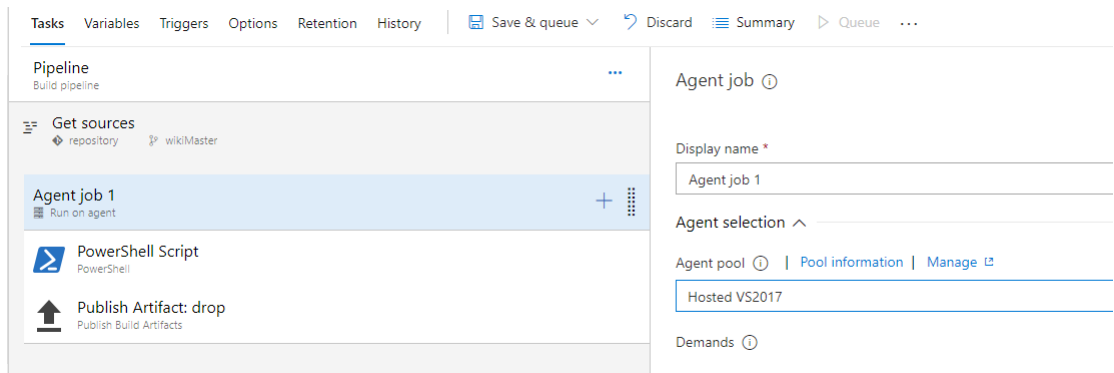 Tasks Variables Triggers Options Retention History Save & queue Discard Summary Queue ...
Pipeline ...
Build pipeline
Get sources
repository wikiMaster
Agent job 1
Run on agent
PowerShell Script
PowerShell
Publish Artifact: drop
Publish Build Artifacts
Agent job
Display name *
Agent job 1
Agent selection
Agent pool | Pool information | Manage
Hosted VS2017
Demands